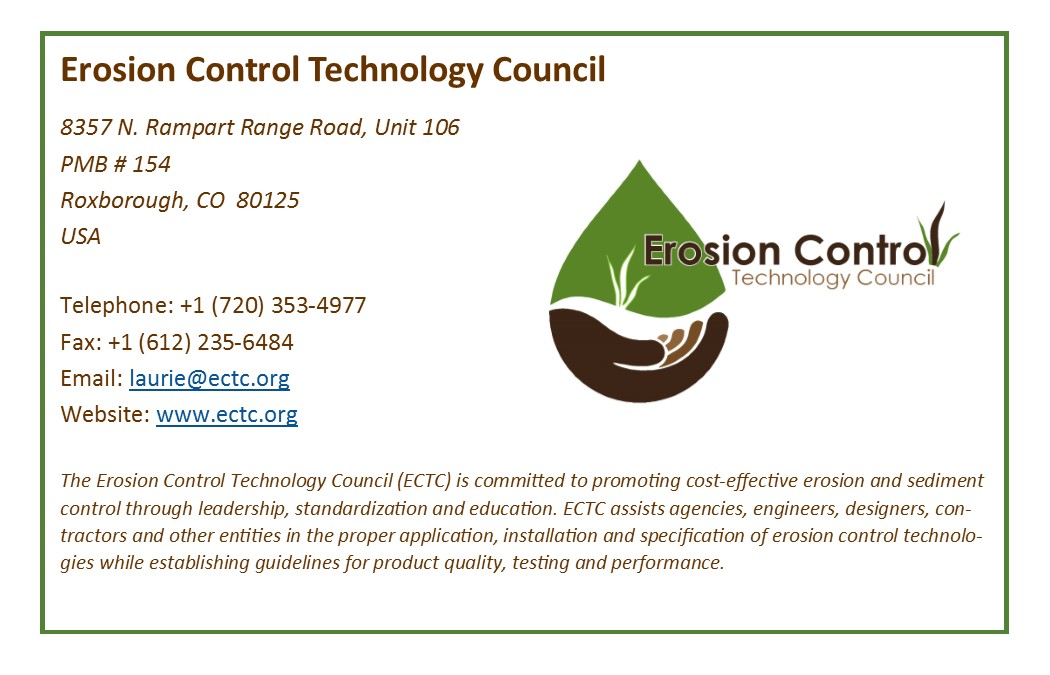 Erosion Control Technology Council
8357 N. Rampart Range Road, Unit 106
PMB # 154
Roxborough, CO  80125
USA
Erosion Control
Technology Council
Telephone: +1 (720) 353-4977
Fax: +1 (612) 235-6484
Email: laurie@ectc.org
Website: www.ectc.org
The Erosion Control Technology Council (ECTC) is committed to promoting cost-effective erosion and sediment
control through leadership, standardization and education. ECTC assists agencies, engineers, designers, con-
tractors and other entities in the proper application, installation and specification of erosion control technolo-
gies while establishing guidelines for product quality, testing and performance.